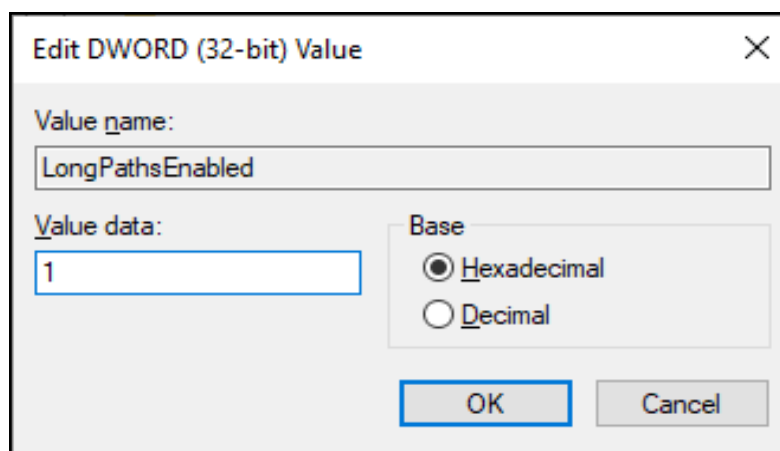 Edit DWORD (32-bit) Value
Value name:
LongPathsEnabled
Value data:
1
Base
Hexadecimal
Decimal
OK
Cancel